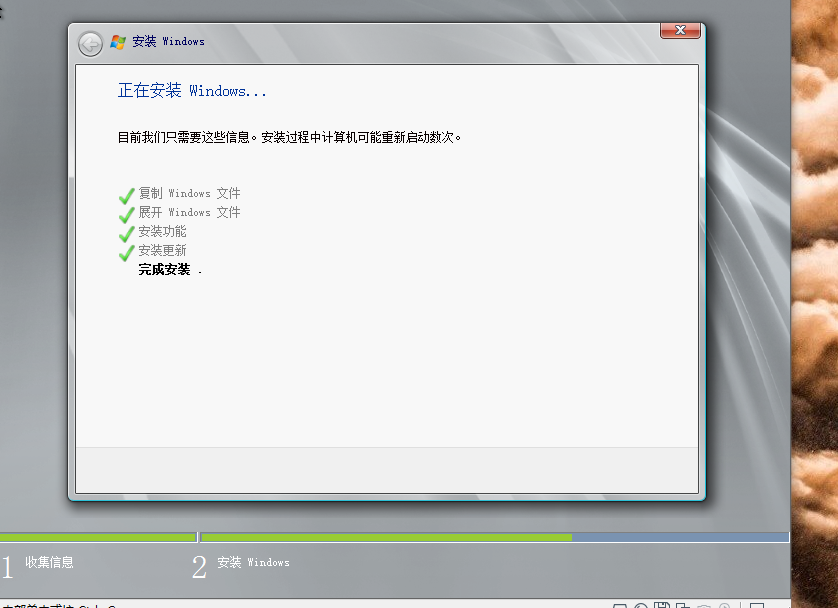 安装 Windows
正在安装 Windows...
目前我们只需要这些信息。安装过程中计算机可能重新启动数次。
复制 Windows 文件
展开 Windows 文件
安装功能
安装更新
完成安装 .
1 收集信息
2 安装 Windows